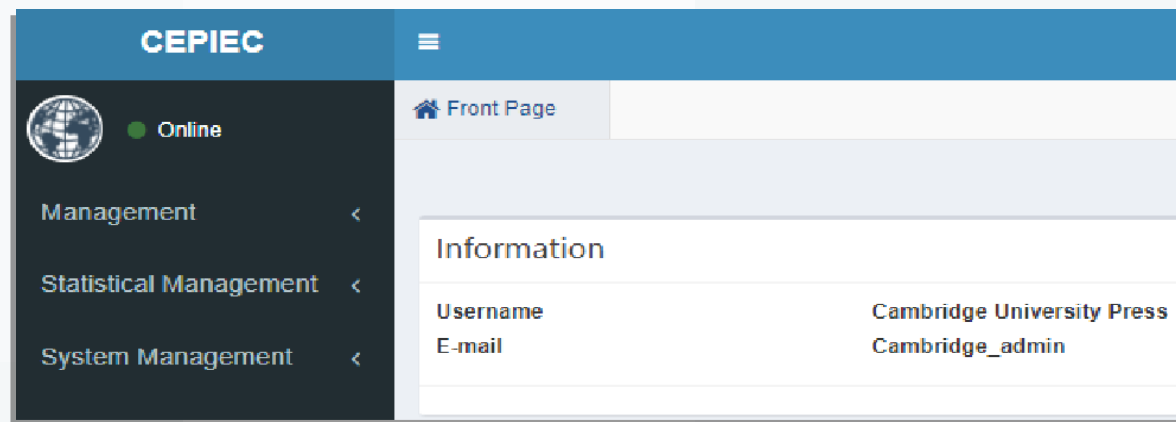 CEPIEC
Online
Management
Statistical Management
System Management
Front Page
Information
Username Cambridge University Press
E-mail Cambridge_admin